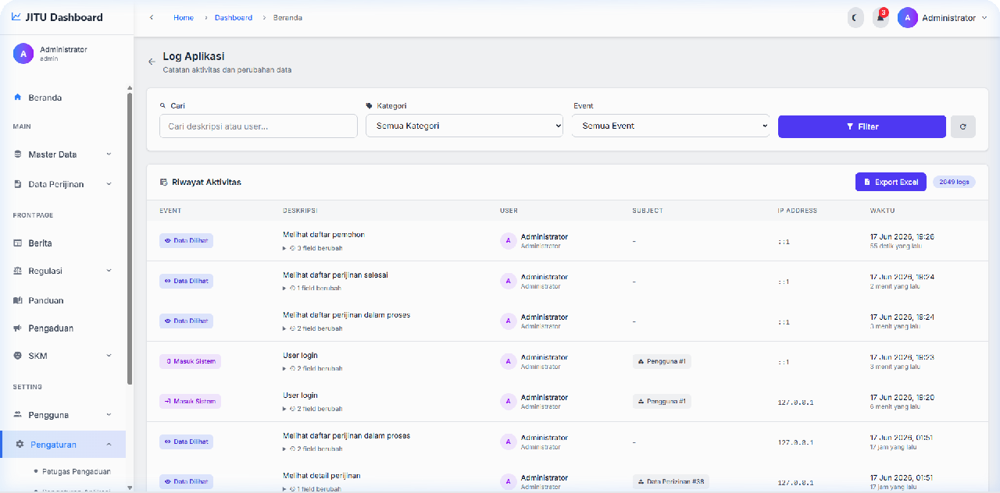 JITU Dashboard
Home > Dashboard > Beranda
3
A Administrator
A Administrator
admin
Beranda
MAIN
Master Data
Data Perijinan
FRONTPAGE
Berita
Regulasi
Panduan
Pengaduan
SKM
SETTING
Pengguna
Pengaturan
Petugas Pengaduan
Pengaturan Aplikasi
Log Aplikasi
Catatan aktivitas dan perubahan data
Cari Kategori Event
Cari deskripsi atau user... Semua Kategori Semua Event Filter
Riwayat Aktivitas Export Excel 2849 logs
EVENT DESKRIPSI USER SUBJECT IP ADDRESS WAKTU
Data Dilihat Melihat daftar pemohon A Administrator - ::1 17 Jun 2026, 19:26
3 field berubah Administrator 55 detik yang lalu
Data Dilihat Melihat daftar perijinan selesai A Administrator - ::1 17 Jun 2026, 19:24
1 field berubah Administrator 2 menit yang lalu
Data Dilihat Melihat daftar perijinan dalam proses A Administrator - ::1 17 Jun 2026, 19:24
2 field berubah Administrator 3 menit yang lalu
Masuk Sistem User login A Administrator Pengguna #1 ::1 17 Jun 2026, 19:23
2 field berubah Administrator 3 menit yang lalu
Masuk Sistem User login A Administrator Pengguna #1 127.0.0.1 17 Jun 2026, 19:20
2 field berubah Administrator 6 menit yang lalu
Data Dilihat Melihat daftar perijinan dalam proses A Administrator - 127.0.0.1 17 Jun 2026, 01:51
2 field berubah Administrator 17 jam yang lalu
Data Dilihat Melihat detail perijinan A Administrator Data Perizinan #38 127.0.0.1 17 Jun 2026, 01:51
1 field berubah Administrator 17 jam yang lalu